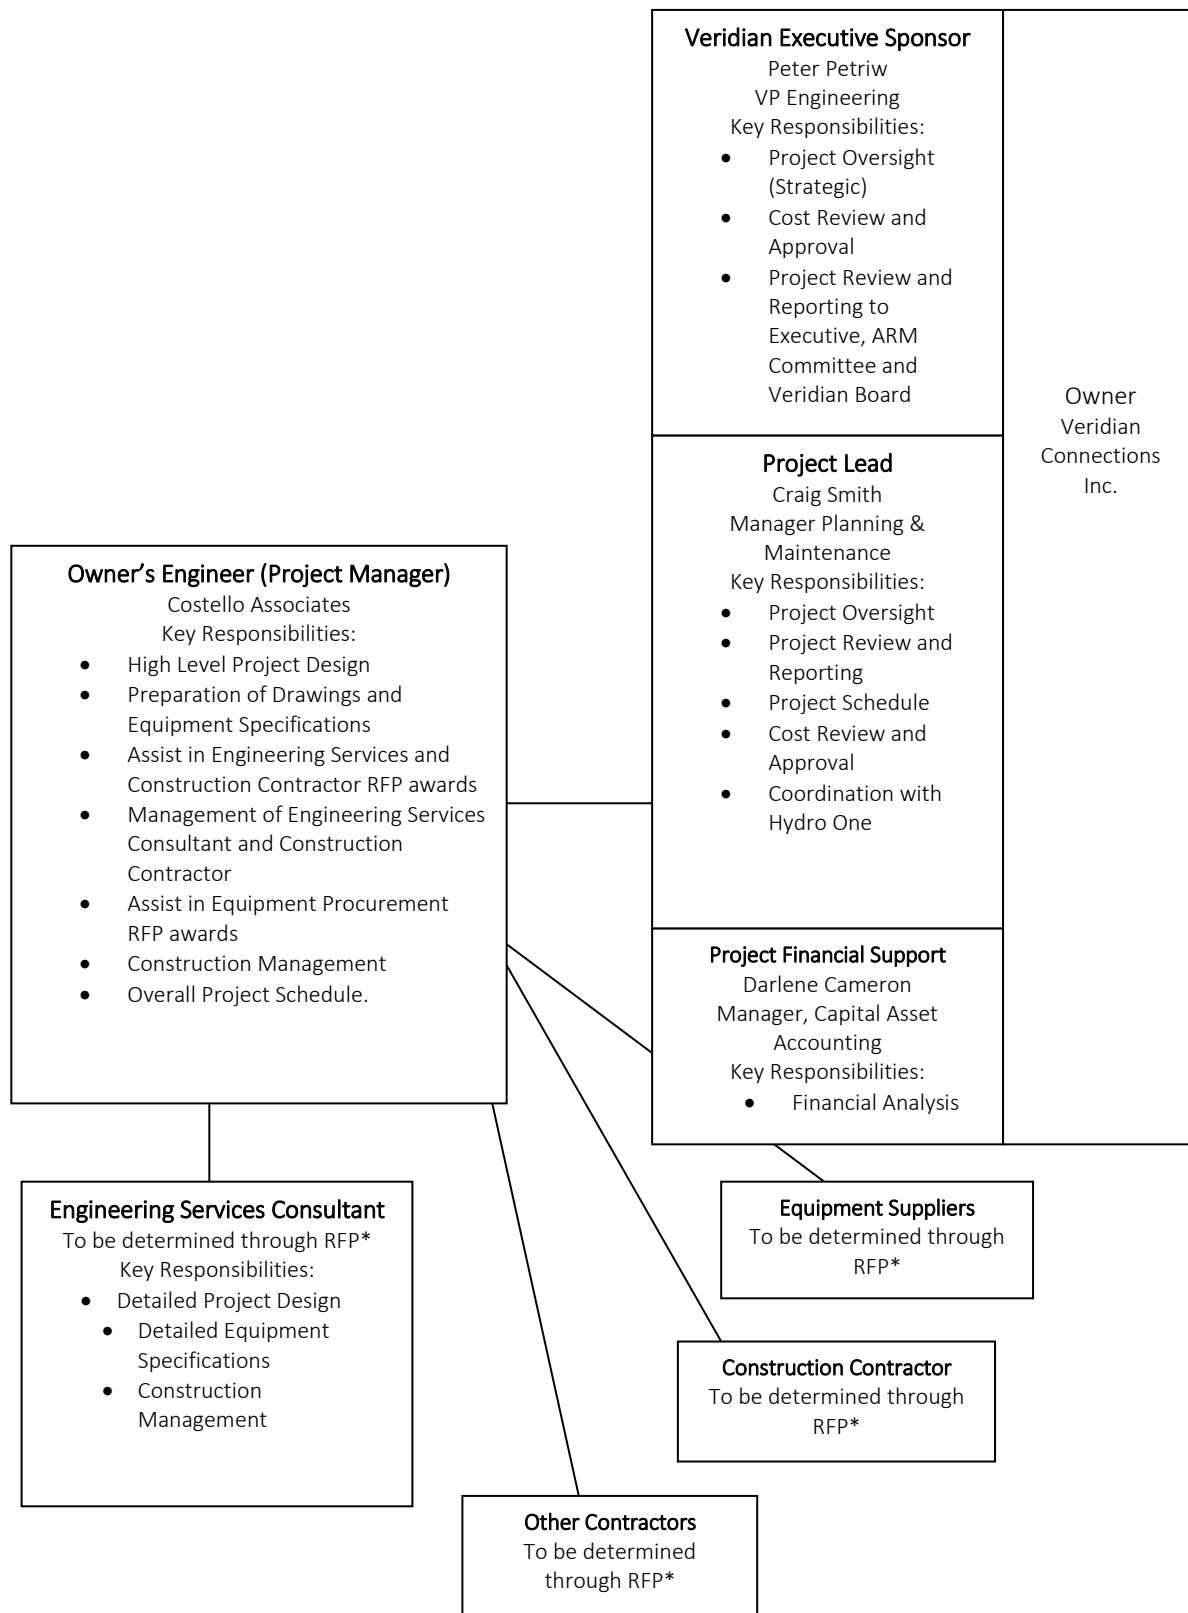 Veridian Executive Sponsor
Peter Petriw
VP Engineering
Key Responsibilities:
• Project Oversight
(Strategic)
• Cost Review and
Approval
• Project Review and
Reporting to
Executive, ARM
Committee and
Veridian Board
Owner
Veridian
Connections
Inc.
Project Lead
Craig Smith
Manager Planning &
Maintenance
Key Responsibilities:
• Project Oversight
• Project Review and
Reporting
• Project Schedule
• Cost Review and
Approval
• Coordination with
Hydro One
Owner’s Engineer (Project Manager)
Costello Associates
Key Responsibilities:
• High Level Project Design
• Preparation of Drawings and
Equipment Specifications
• Assist in Engineering Services and
Construction Contractor RFP awards
• Management of Engineering Services
Consultant and Construction
Contractor
• Assist in Equipment Procurement
RFP awards
• Construction Management
• Overall Project Schedule.
Project Financial Support
Darlene Cameron
Manager, Capital Asset
Accounting
Key Responsibilities:
• Financial Analysis
Engineering Services Consultant
To be determined through RFP*
Key Responsibilities:
• Detailed Project Design
• Detailed Equipment
Specifications
• Construction
Management
Equipment Suppliers
To be determined through
RFP*
Construction Contractor
To be determined through
RFP*
Other Contractors
To be determined
through RFP*